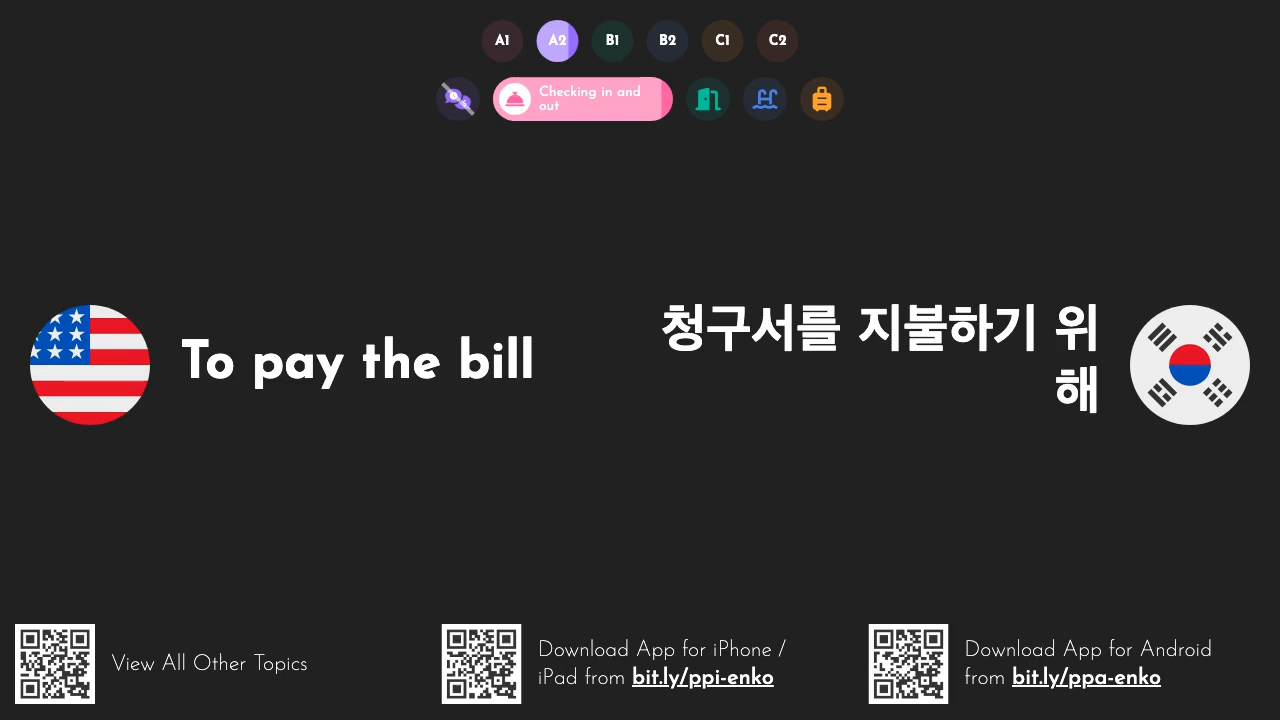 A1 A2 B1 B2 C1 C2
Checking in and
out
To pay the bill
청구서를 지불하기 위
해
View All Other Topics
Download App for iPhone /
iPad from bit.ly/ppi-enko
Download App for Android
from bit.ly/ppa-enko